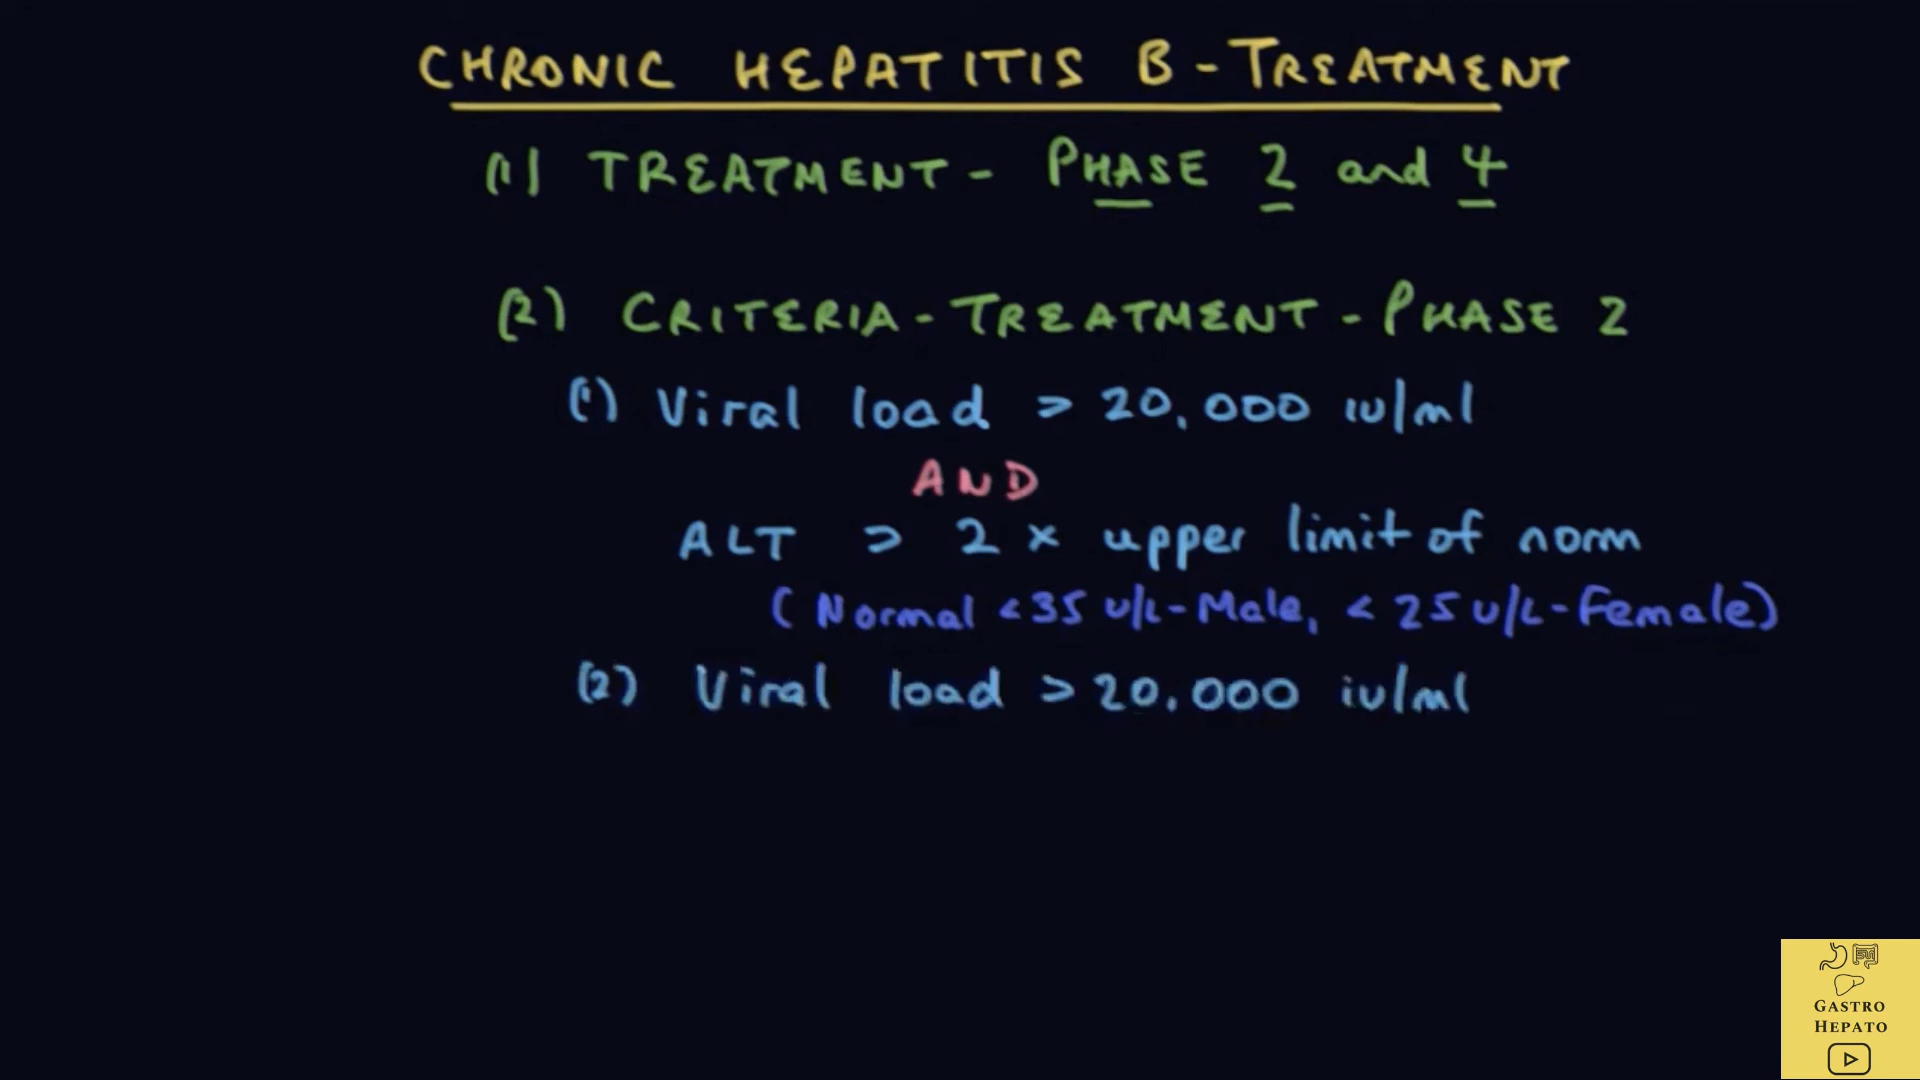 CHRONIC HEPATITIS B - TREATMENT
(1) TREATMENT - PHASE 2 and 4
(2) CRITERIA - TREATMENT - PHASE 2
(1) Viral load > 20,000 iu/ml
AND
ALT > 2 x upper limit of norm
(Normal <35 u/L - Male, < 25 u/L - Female)
(2) Viral load > 20,000 iu/ml
GASTRO
HEPATO